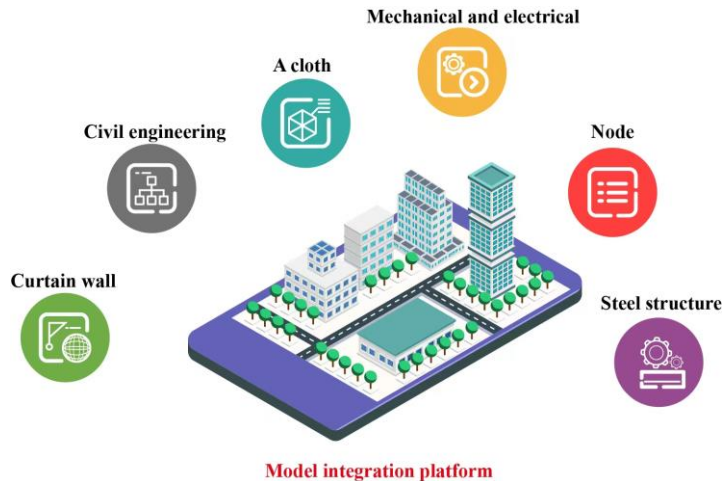 Mechanical and electrical
A cloth
Civil engineering
Node
Curtain wall
Steel structure
Model integration platform